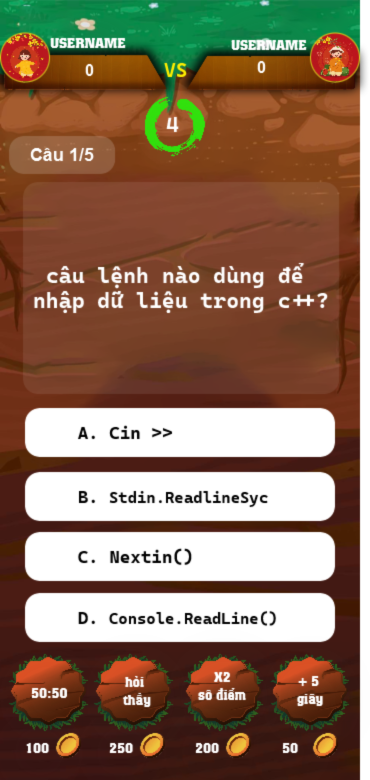 USERNAME
USERNAME
0
VS
0
4
Câu 1/5
câu lệnh nào dùng để
nhập dữ liệu trong c++?
A. Cin >>
B. Stdin.ReadlineSyc
C. Nextin()
D. Console.ReadLine()
50:50
hỏi
thầy
X2
số điểm
+ 5
giây
100
250
200
50